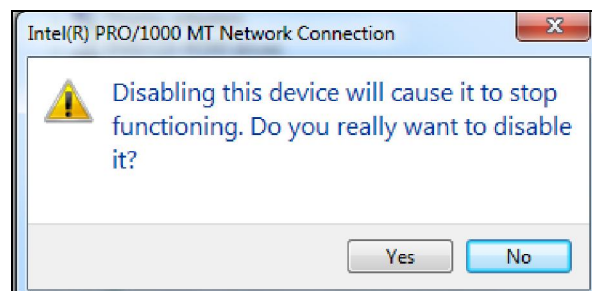 Intel(R) PRO/1000 MT Network Connection
Disabling this device will cause it to stop
functioning. Do you really want to disable
it?
Yes No